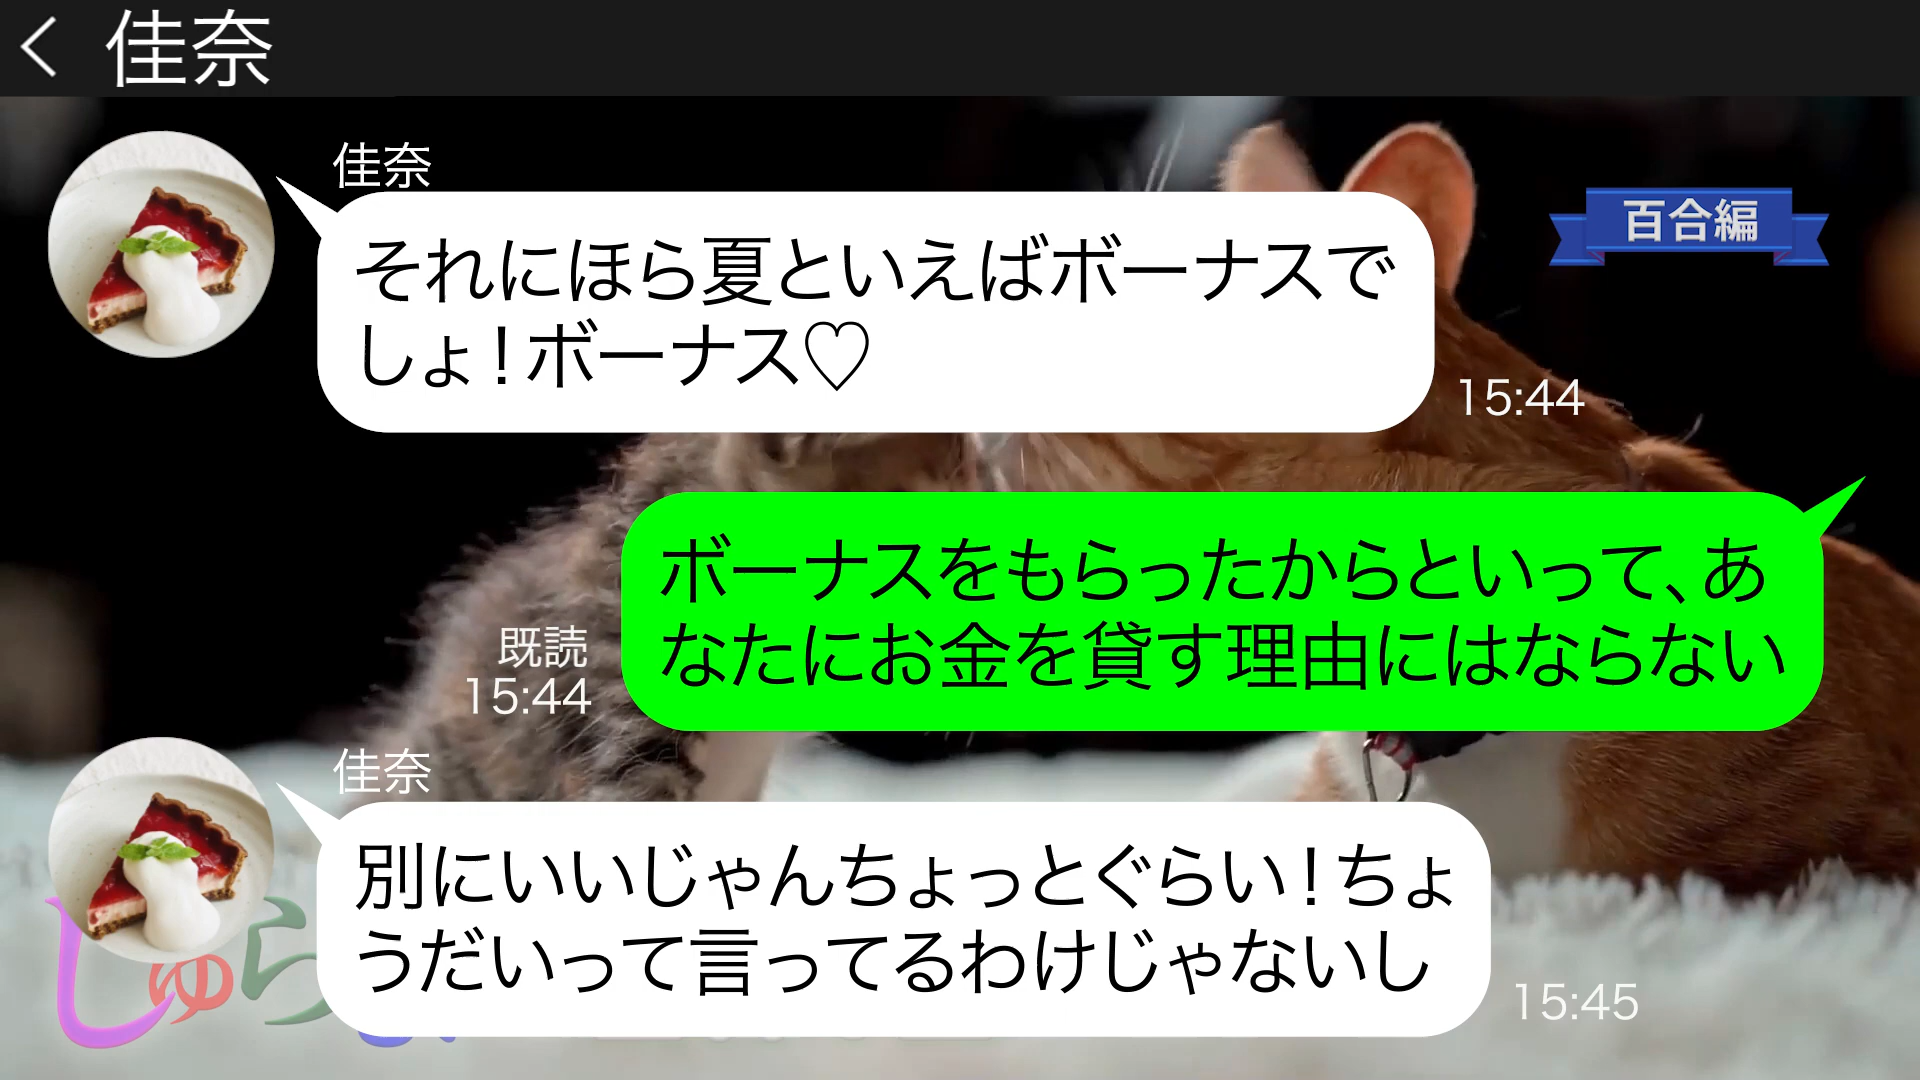 佳奈
佳奈
百合編
それにほら夏といえばボーナスで
しょ！ボーナス♡
15:44
ボーナスをもらったからといって、あ
なたにお金を貸す理由にはならない
既読
15:44
佳奈
別にいいじゃんちょっとぐらい！ちょ
うだいって言ってるわけじゃないし
15:45
しゅら